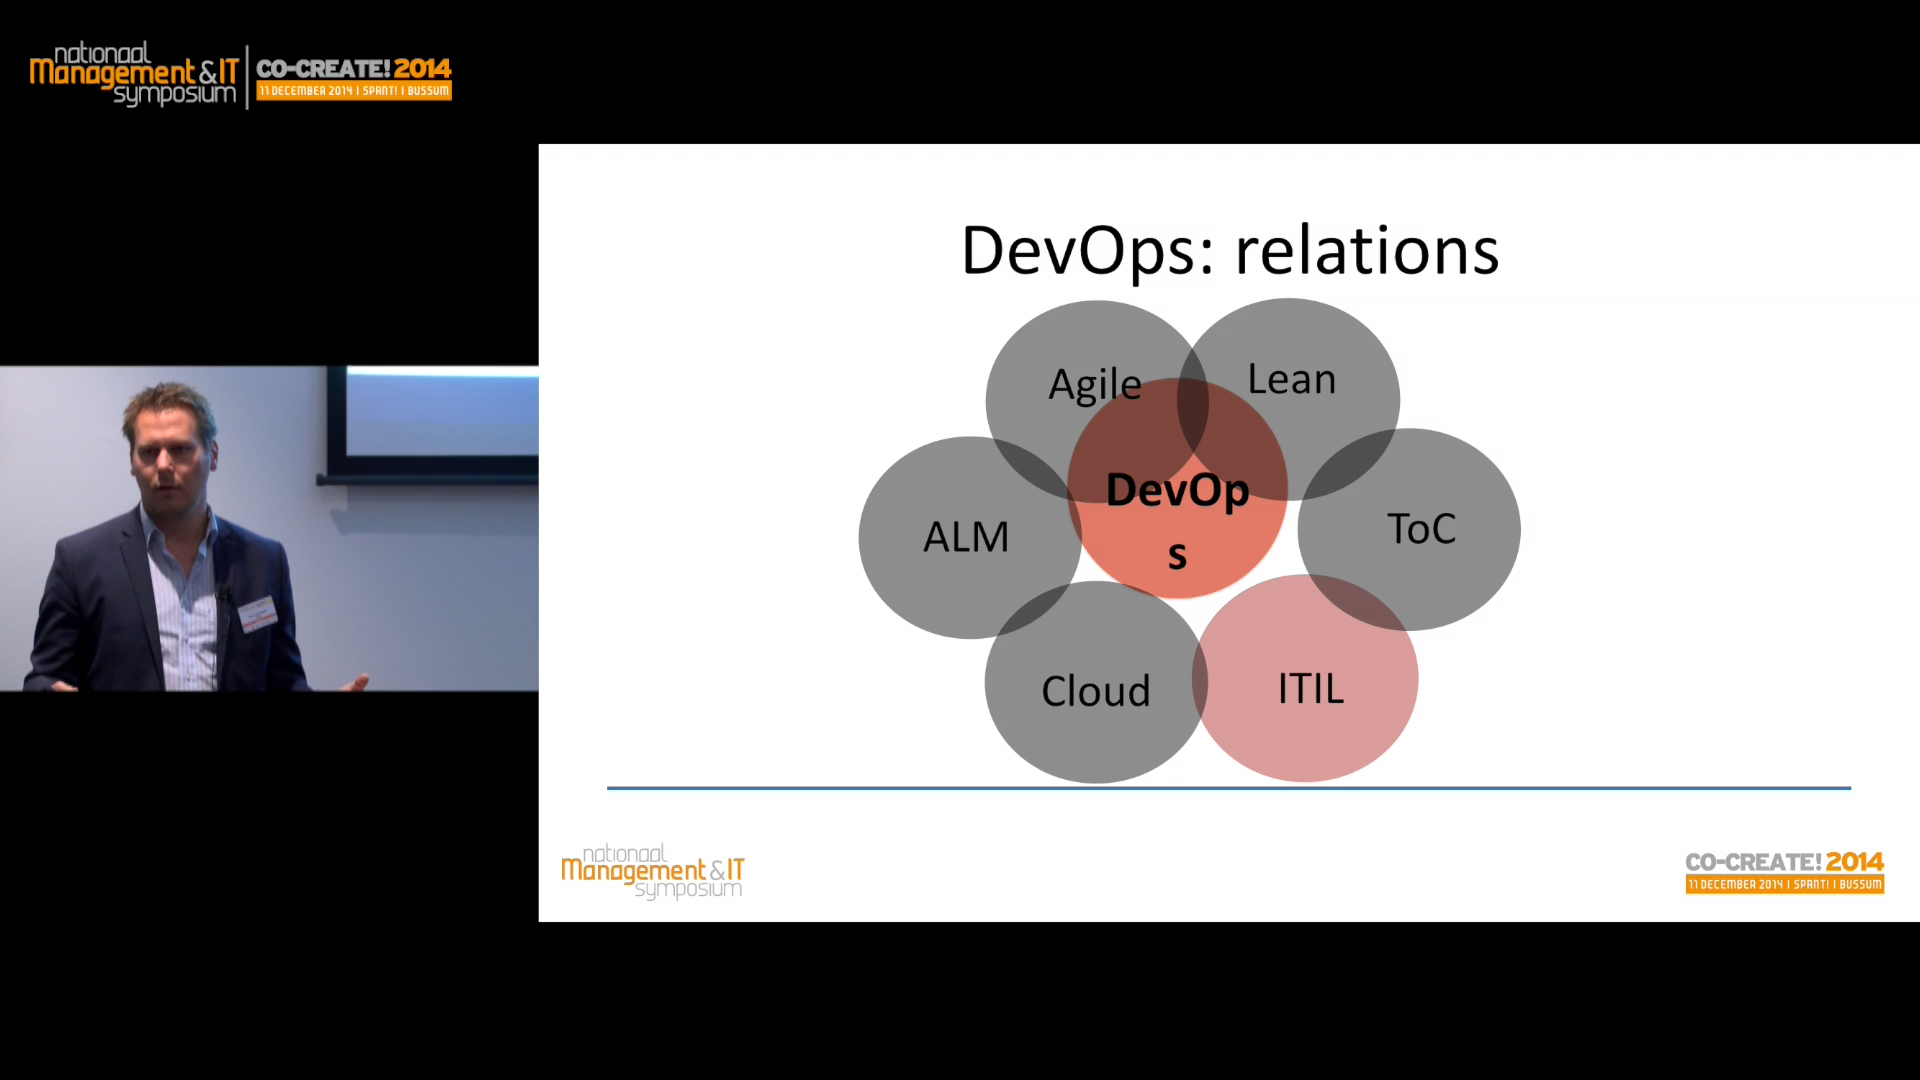 nationaal
Management & IT
symposium
CO-CREATE! 2014
11 DECEMBER 2014 | SPANT! | BUSSUM
DevOps: relations
Agile
Lean
DevOp
s
ALM
ToC
Cloud
ITIL
nationaal
Management & IT
symposium
CO-CREATE! 2014
11 DECEMBER 2014 | SPANT! | BUSSUM